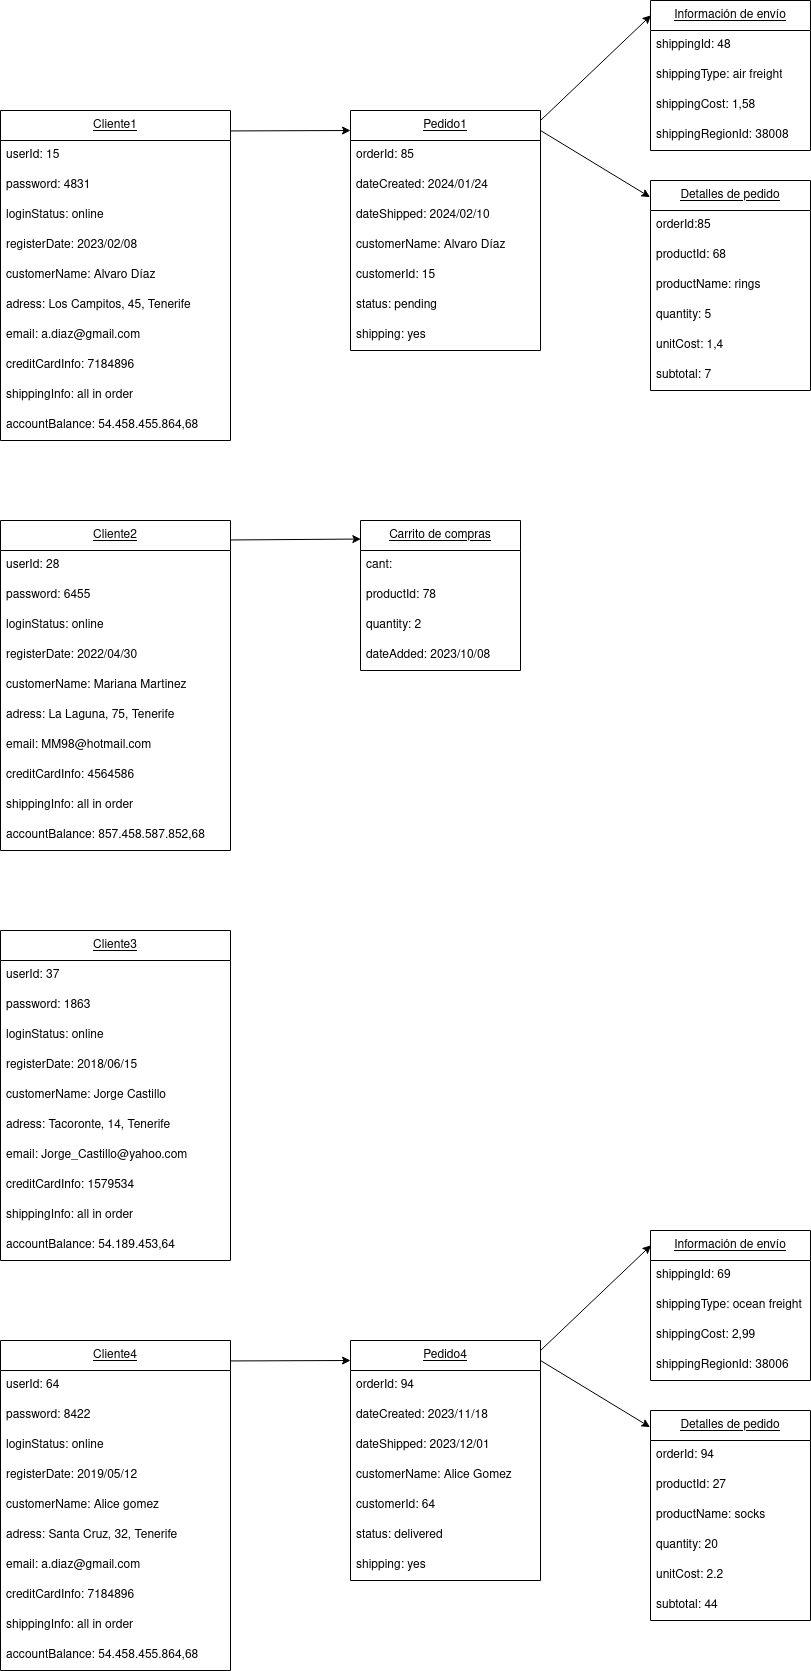 Cliente1
userId: 15
password: 4831
loginStatus: online
registerDate: 2023/02/08
customerName: Alvaro Díaz
adress: Los Campitos, 45, Tenerife
email: a.diaz@gmail.com
creditCardInfo: 7184896
shippingInfo: all in order
accountBalance: 54.458.455.864,68
Pedido1
orderId: 85
dateCreated: 2024/01/24
dateShipped: 2024/02/10
customerName: Alvaro Díaz
customerId: 15
status: pending
shipping: yes
Información de envío
shippingId: 48
shippingType: air freight
shippingCost: 1,58
shippingRegionId: 38008
Detalles de pedido
orderId:85
productId: 68
productName: rings
quantity: 5
unitCost: 1,4
subtotal: 7
Cliente2
userId: 28
password: 6455
loginStatus: online
registerDate: 2022/04/30
customerName: Mariana Martinez
adress: La Laguna, 75, Tenerife
email: MM98@hotmail.com
creditCardInfo: 4564586
shippingInfo: all in order
accountBalance: 857.458.587.852,68
Carrito de compras
cant:
productId: 78
quantity: 2
dateAdded: 2023/10/08
Cliente3
userId: 37
password: 1863
loginStatus: online
registerDate: 2018/06/15
customerName: Jorge Castillo
adress: Tacoronte, 14, Tenerife
email: Jorge_Castillo@yahoo.com
creditCardInfo: 1579534
shippingInfo: all in order
accountBalance: 54.189.453,64
Cliente4
userId: 64
password: 8422
loginStatus: online
registerDate: 2019/05/12
customerName: Alice gomez
adress: Santa Cruz, 32, Tenerife
email: a.diaz@gmail.com
creditCardInfo: 7184896
shippingInfo: all in order
accountBalance: 54.458.455.864,68
Pedido4
orderId: 94
dateCreated: 2023/11/18
dateShipped: 2023/12/01
customerName: Alice Gomez
customerId: 64
status: delivered
shipping: yes
Información de envío
shippingId: 69
shippingType: ocean freight
shippingCost: 2,99
shippingRegionId: 38006
Detalles de pedido
orderId: 94
productId: 27
productName: socks
quantity: 20
unitCost: 2.2
subtotal: 44